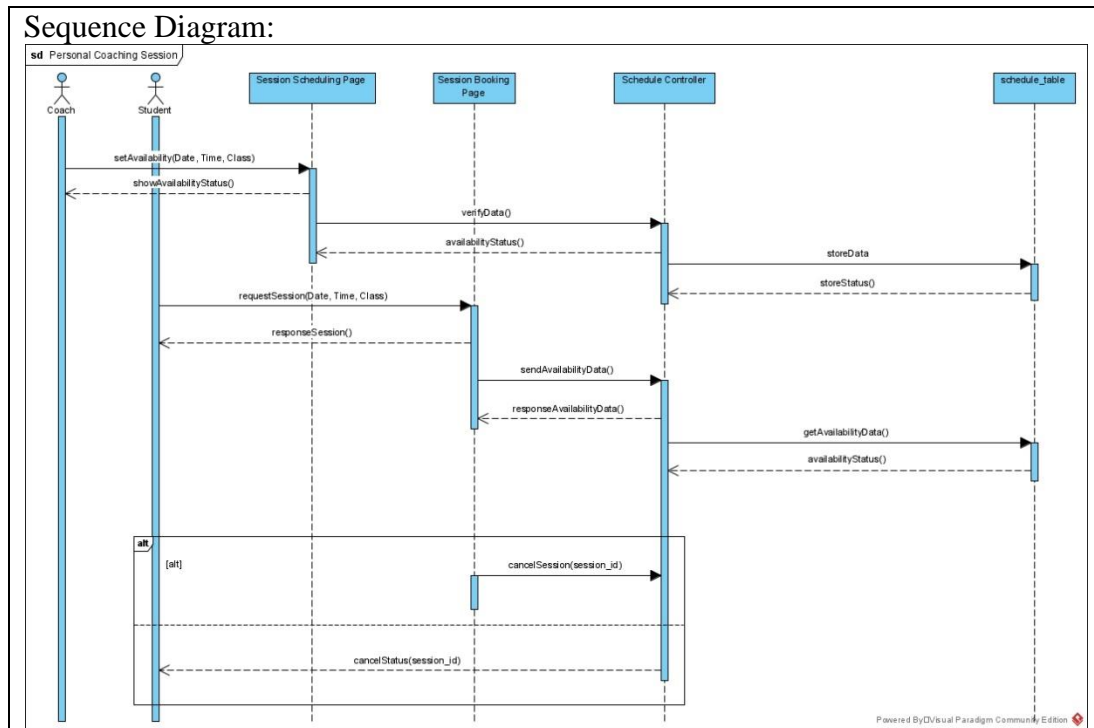 Sequence Diagram:
sd Personal Coaching Session
Coach
Student
Session Scheduling Page
Session Booking
Page
Schedule Controller
schedule_table
setAvailability(Date, Time, Class)
showAvailabilityStatus()
verifyData()
availabilityStatus()
storeData
storeStatus()
requestSession(Date, Time, Class)
responseSession()
sendAvailabilityData()
responseAvailabilityData()
getAvailabilityData()
availabilityStatus()
alt
[alt]
cancelSession(session_id)
cancelStatus(session_id)
Powered By□Visual Paradigm Community Edition